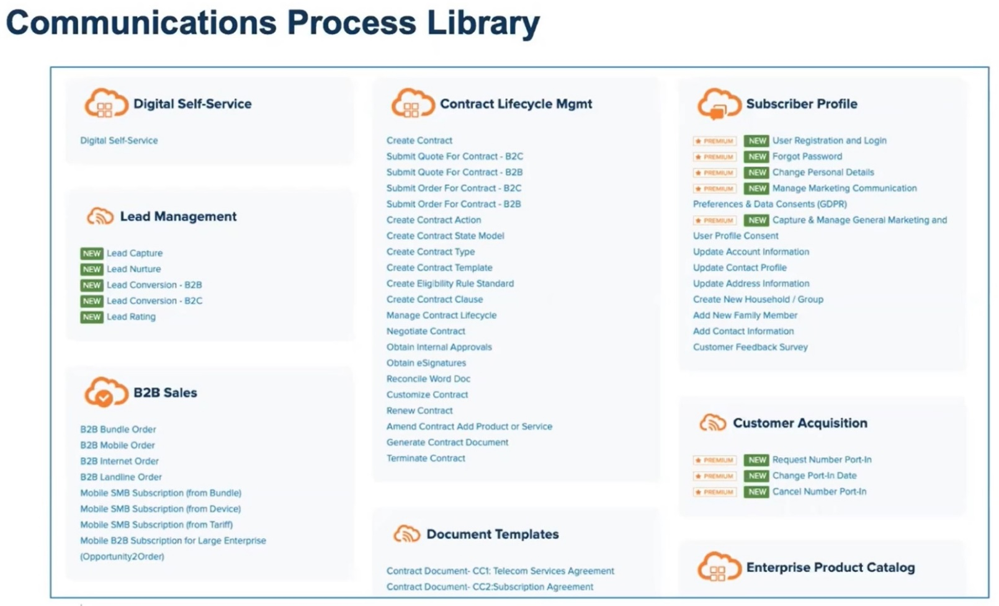 Communications Process Library
Digital Self-Service
Digital Self-Service
Lead Management
NEW Lead Capture
NEW Lead Nurture
NEW Lead Conversion - B2B
NEW Lead Conversion - B2C
NEW Lead Rating
B2B Sales
B2B Bundle Order
B2B Mobile Order
B2B Internet Order
B2B Landline Order
Mobile SMB Subscription (from Bundle)
Mobile SMB Subscription (from Device)
Mobile SMB Subscription (from Tariff)
Mobile B2B Subscription for Large Enterprise
(Opportunity2Order)
Contract Lifecycle Mgmt
Create Contract
Submit Quote For Contract - B2C
Submit Quote For Contract - B2B
Submit Order For Contract - B2C
Submit Order For Contract - B2B
Create Contract Action
Create Contract State Model
Create Contract Type
Create Contract Template
Create Eligibility Rule Standard
Create Contract Clause
Manage Contract Lifecycle
Negotiate Contract
Obtain Internal Approvals
Obtain eSignatures
Reconcile Word Doc
Customize Contract
Renew Contract
Amend Contract Add Product or Service
Generate Contract Document
Terminate Contract
Document Templates
Contract Document- CC1: Telecom Services Agreement
Contract Document- CC2:Subscription Agreement
Subscriber Profile
★ PREMIUM NEW User Registration and Login
★ PREMIUM NEW Forgot Password
★ PREMIUM NEW Change Personal Details
★ PREMIUM NEW Manage Marketing Communication
Preferences & Data Consents (GDPR)
★ PREMIUM NEW Capture & Manage General Marketing and
User Profile Consent
Update Account Information
Update Contact Profile
Update Address Information
Create New Household / Group
Add New Family Member
Add Contact Information
Customer Feedback Survey
Customer Acquisition
★ PREMIUM NEW Request Number Port-In
★ PREMIUM NEW Change Port-In Date
★ PREMIUM NEW Cancel Number Port-In
Enterprise Product Catalog